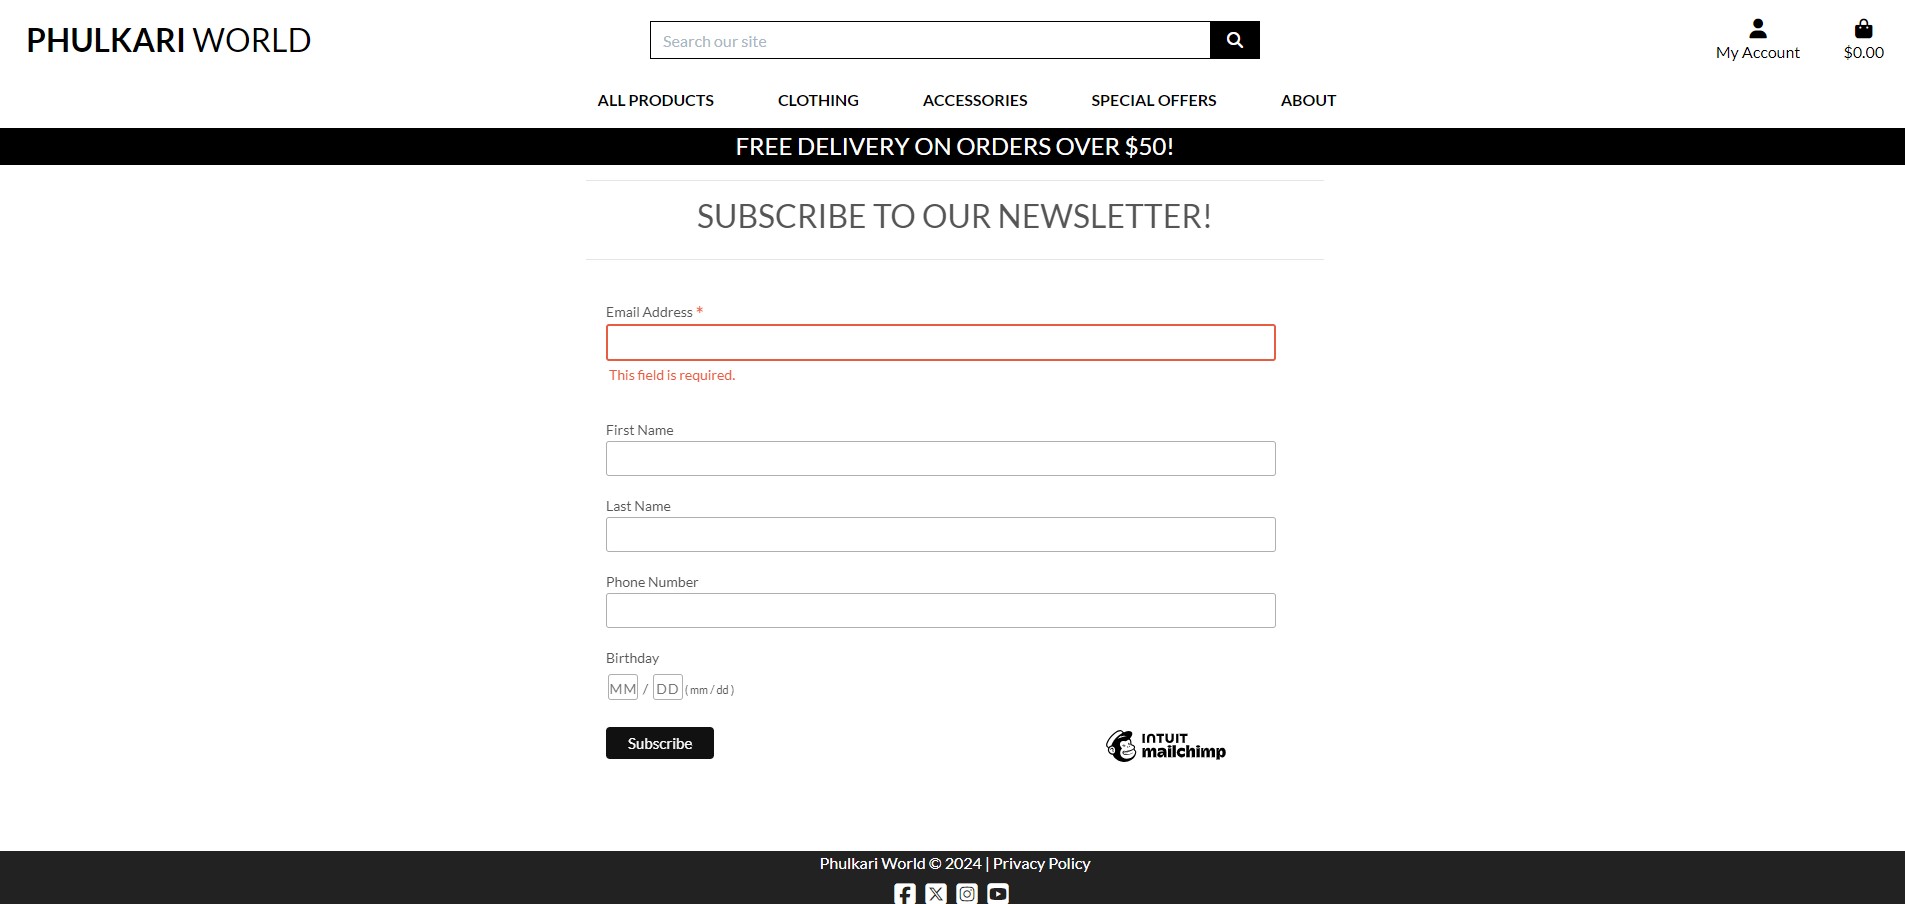 PHULKARI WORLD
Search our site
My Account
$0.00
ALL PRODUCTS
CLOTHING
ACCESSORIES
SPECIAL OFFERS
ABOUT
FREE DELIVERY ON ORDERS OVER $50!
SUBSCRIBE TO OUR NEWSLETTER!
Email Address *
This field is required.
First Name
Last Name
Phone Number
Birthday
MM / DD ( mm / dd )
Subscribe
INTUIT
mailchimp
Phulkari World © 2024 | Privacy Policy